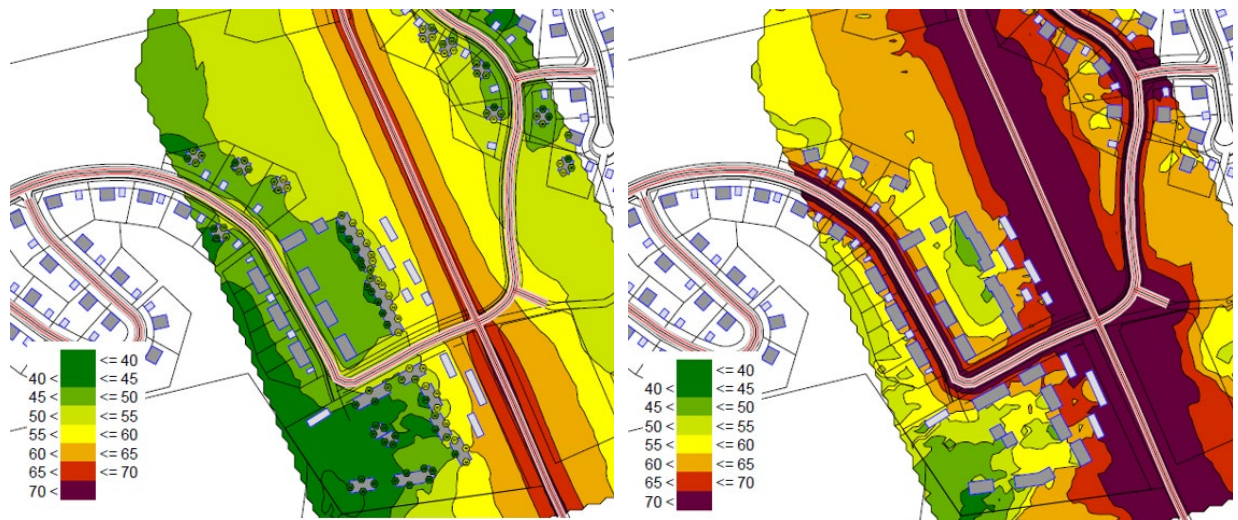 <= 40
40 < <= 45
45 < <= 50
50 < <= 55
55 < <= 60
60 < <= 65
65 < <= 70
70 <
<= 40
40 < <= 45
45 < <= 50
50 < <= 55
55 < <= 60
60 < <= 65
65 < <= 70
70 <